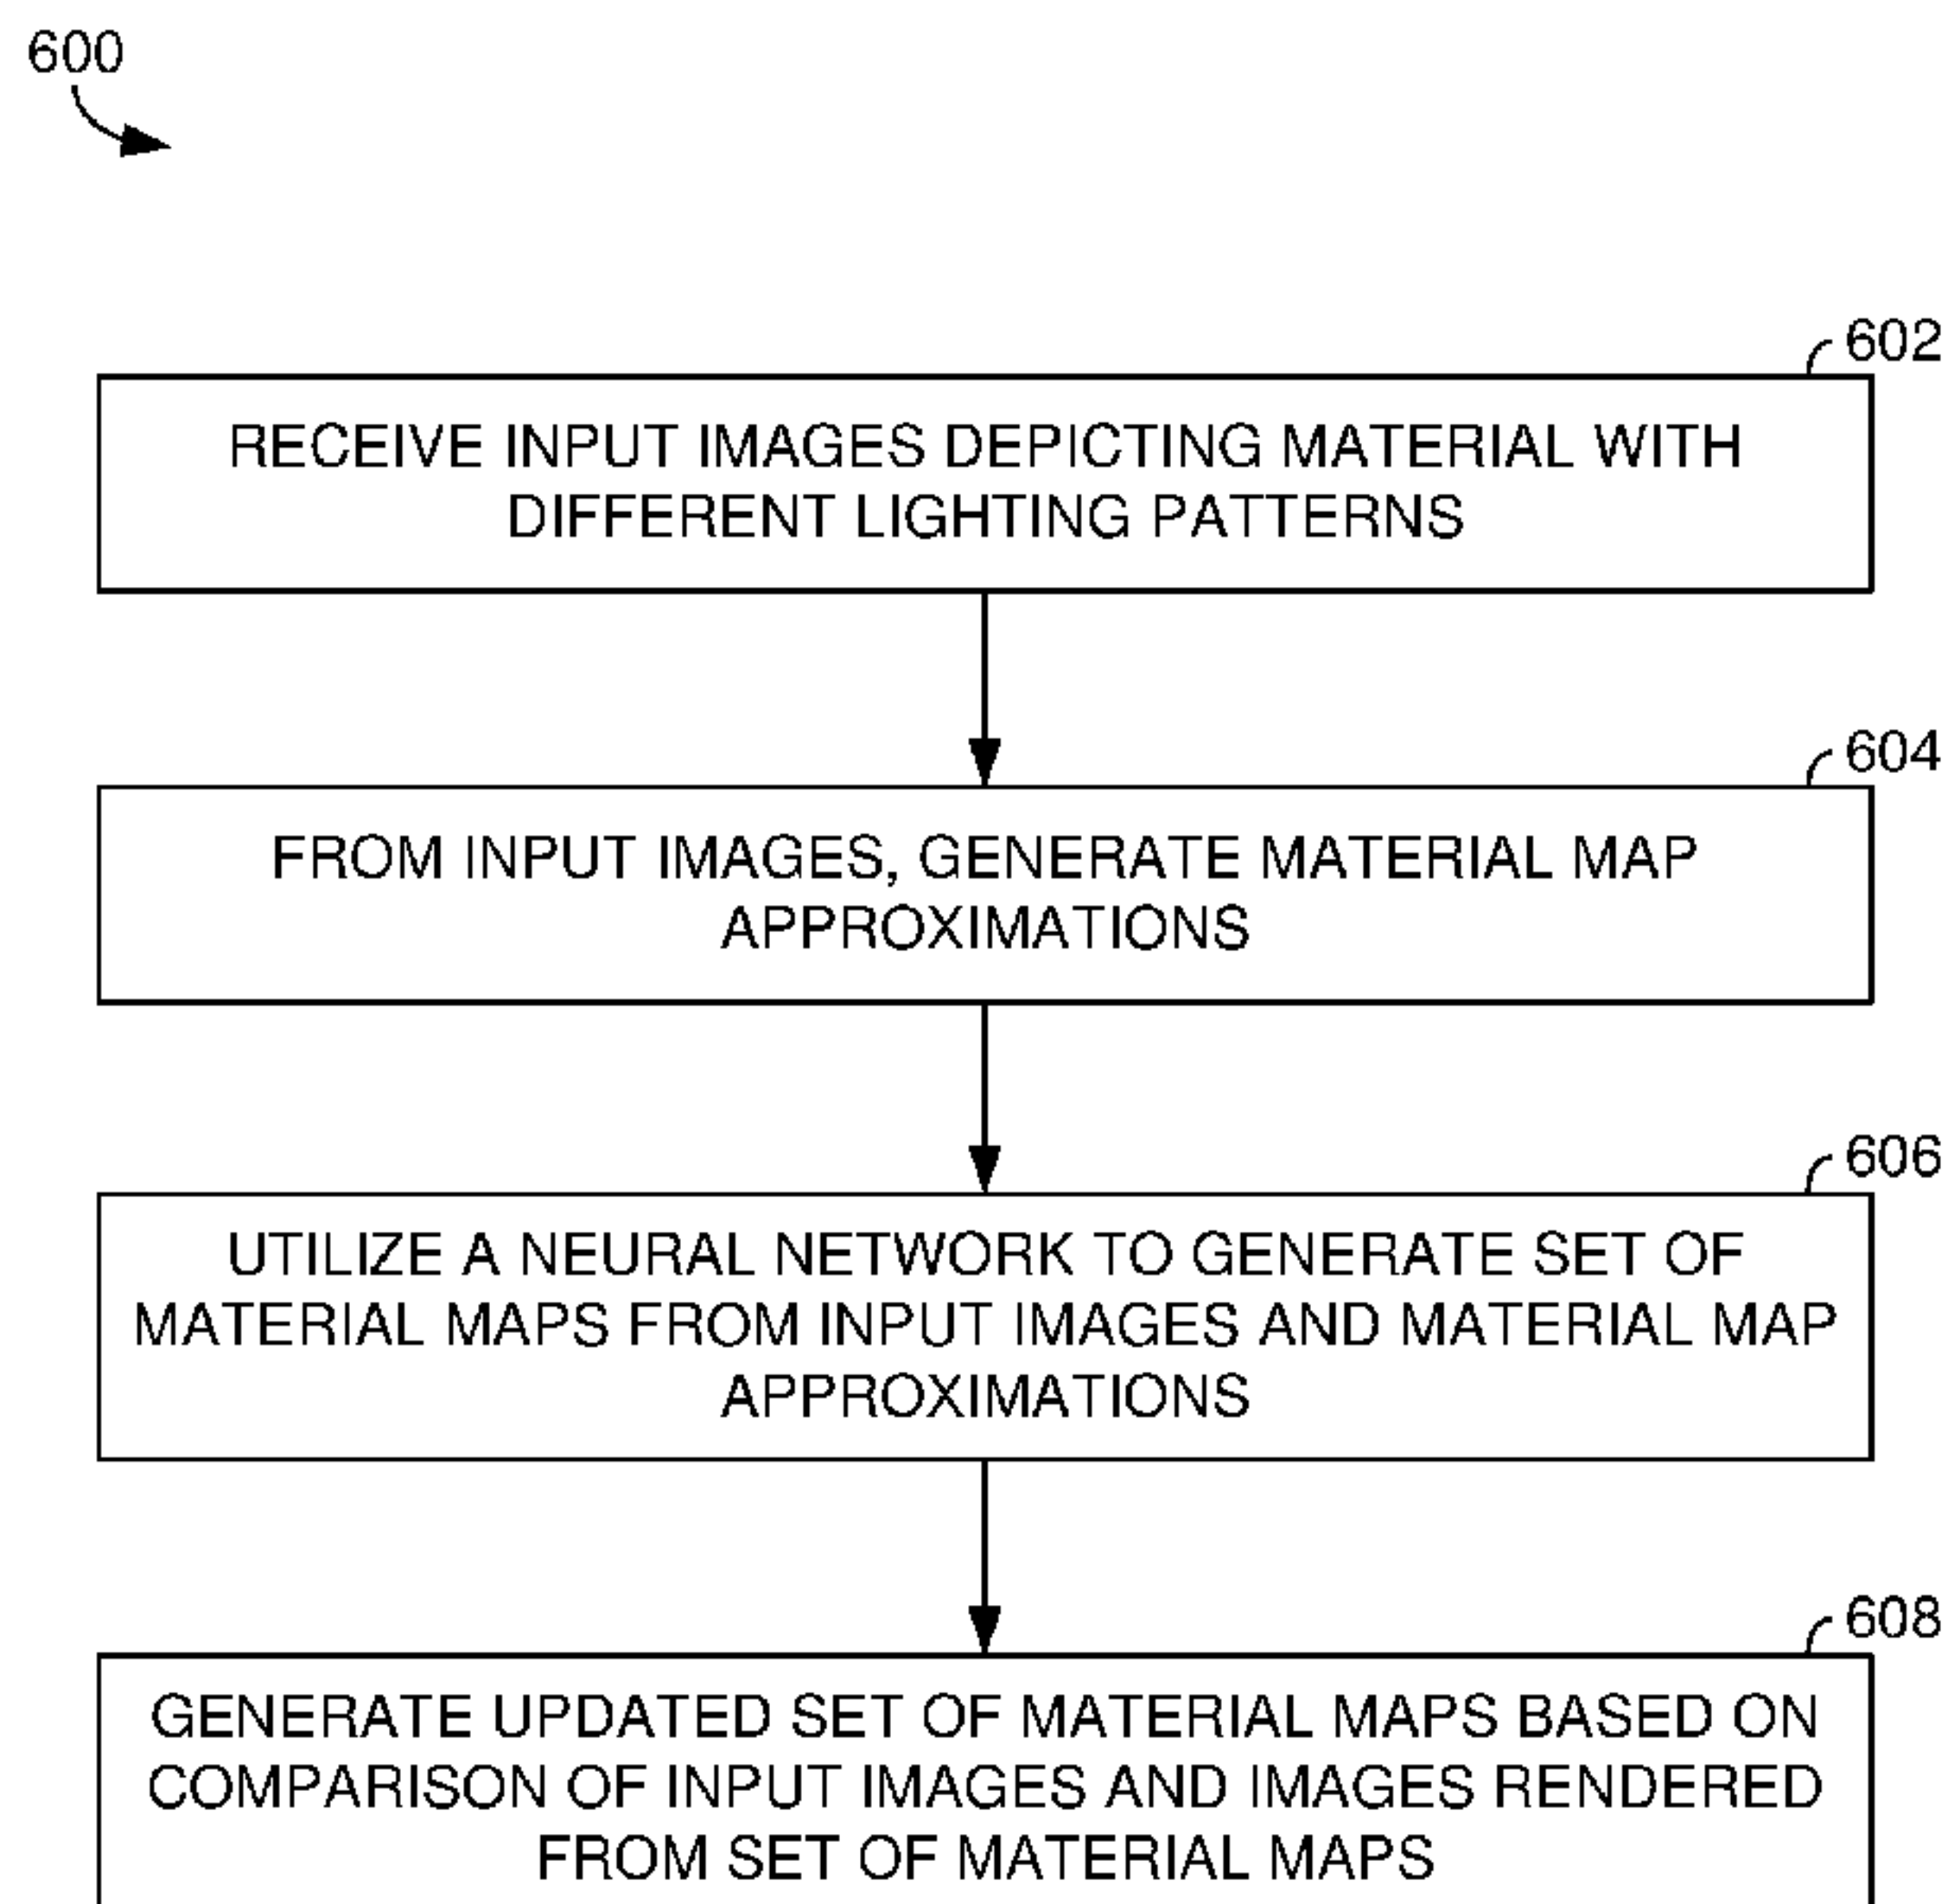 600
602
RECEIVE INPUT IMAGES DEPICTING MATERIAL WITH
DIFFERENT LIGHTING PATTERNS
604
FROM INPUT IMAGES, GENERATE MATERIAL MAP
APPROXIMATIONS
606
UTILIZE A NEURAL NETWORK TO GENERATE SET OF
MATERIAL MAPS FROM INPUT IMAGES AND MATERIAL MAP
APPROXIMATIONS
608
GENERATE UPDATED SET OF MATERIAL MAPS BASED ON
COMPARISON OF INPUT IMAGES AND IMAGES RENDERED
FROM SET OF MATERIAL MAPS